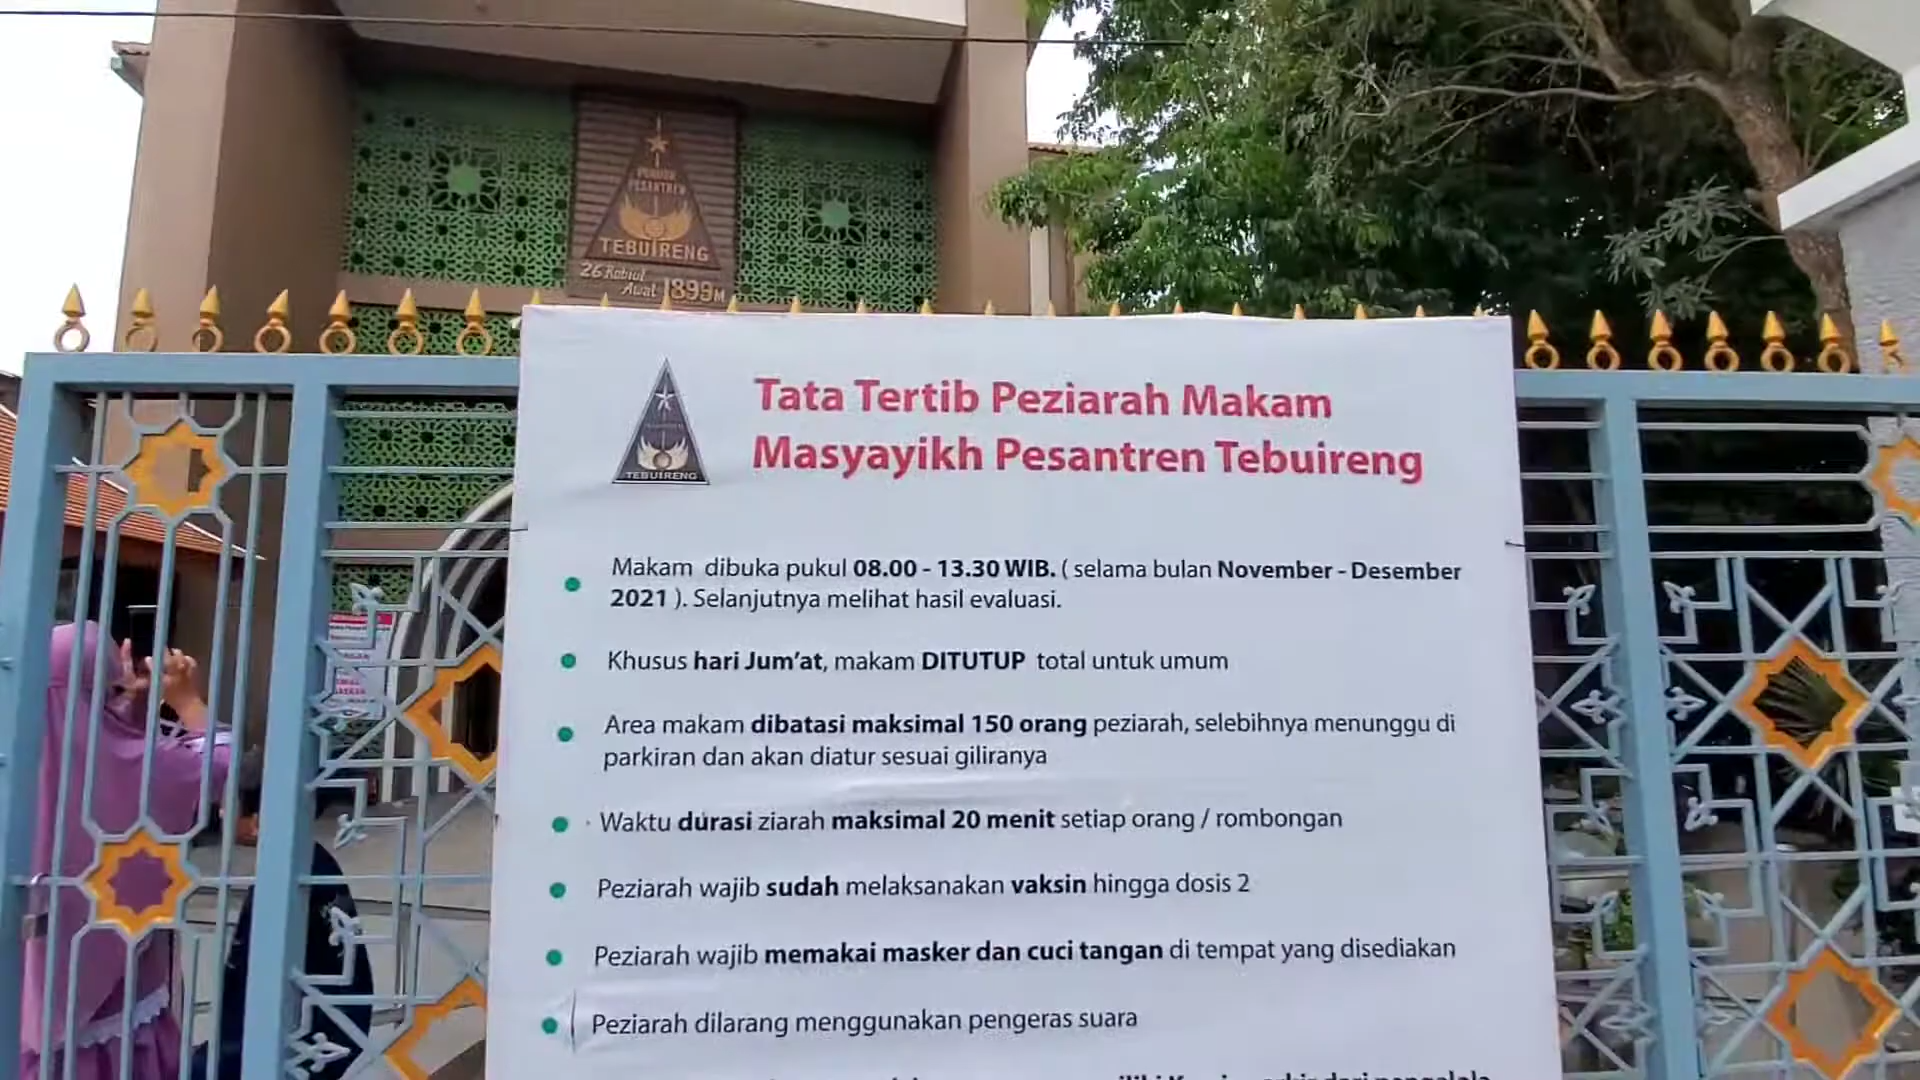 PONDOK
PESANTREN
TEBUIRENG
26 Rabiul
Awal 1899M
TEBUIRENG
Tata Tertib Peziarah Makam
Masyayikh Pesantren Tebuireng
Makam dibuka pukul 08.00 - 13.30 WIB. ( selama bulan November - Desember
2021 ). Selanjutnya melihat hasil evaluasi.
Khusus hari Jum'at, makam DITUTUP total untuk umum
Area makam dibatasi maksimal 150 orang peziarah, selebihnya menunggu di
parkiran dan akan diatur sesuai giliranya
Waktu durasi ziarah maksimal 20 menit setiap orang / rombongan
Peziarah wajib sudah melaksanakan vaksin hingga dosis 2
Peziarah wajib memakai masker dan cuci tangan di tempat yang disediakan
Peziarah dilarang menggunakan pengeras suara